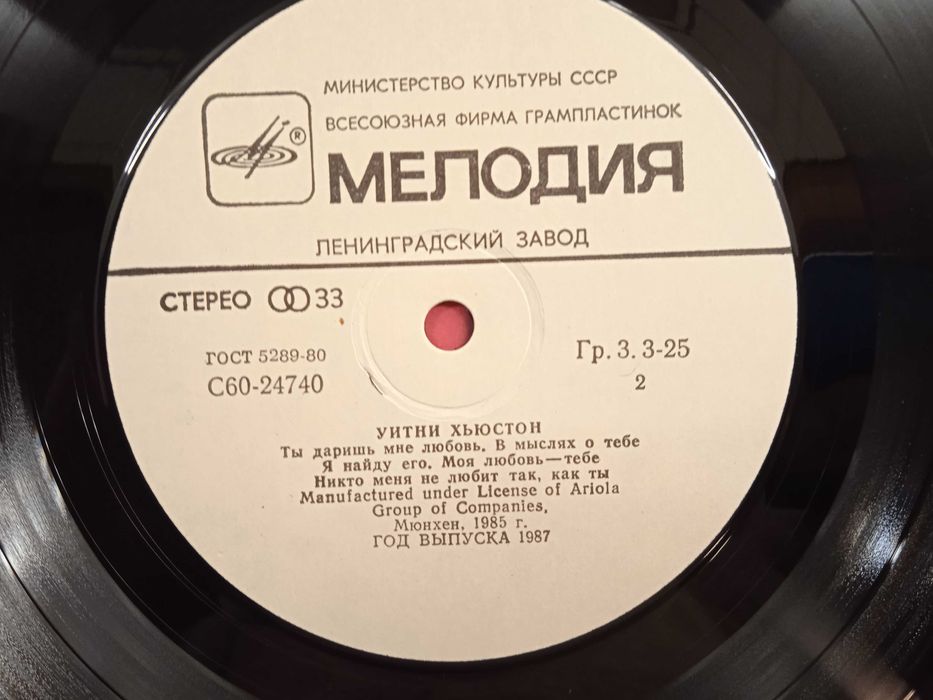 МИНИСТЕРСТВО КУЛЬТУРЫ СССР
ВСЕСОЮЗНАЯ ФИРМА ГРАМПЛАСТИНОК
®
МЕЛОДИЯ
ЛЕНИНГРАДСКИЙ ЗАВОД
СТЕРЕО 33
ГОСТ 5289-80
Гр. 3. 3-25
С60-24740
2
УИТНИ ХЬЮСТОН
Ты даришь мне любовь. В мыслях о тебе
Я найду его. Моя любовь—тебе
Никто меня не любит так, как ты
Manufactured under License of Ariola
Group of Companies,
Мюнхен, 1985 г.
ГОД ВЫПУСКА 1987